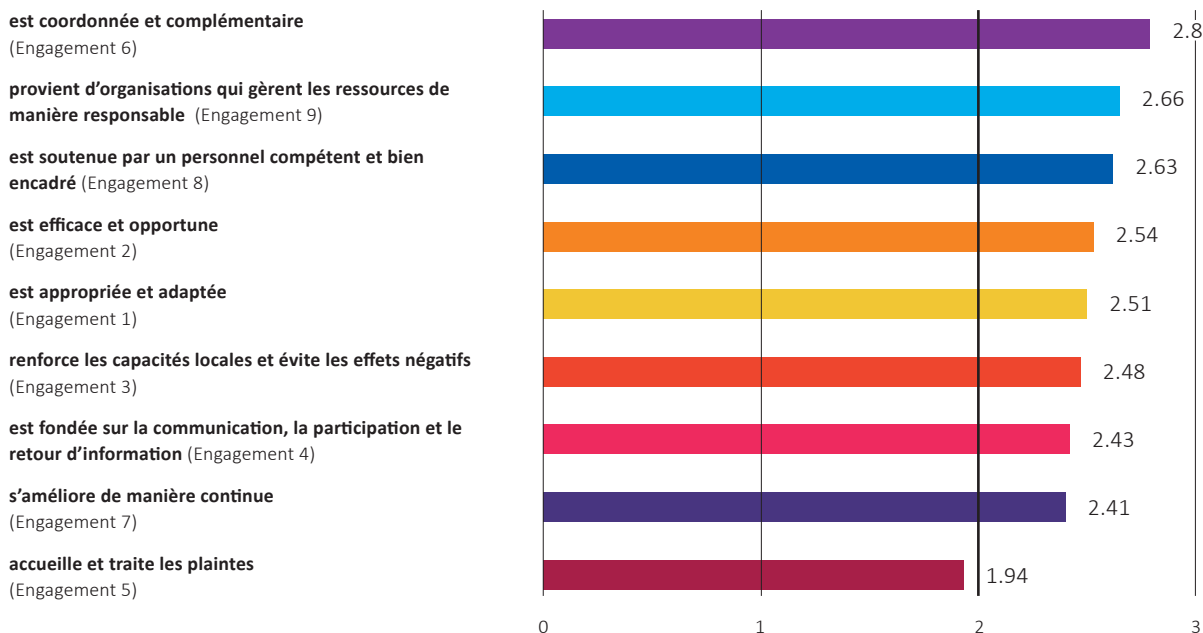 est coordonnée et complémentaire
(Engagement 6)
2.8
provient d'organisations qui gèrent les ressources de
manière responsable (Engagement 9)
2.66
est soutenue par un personnel compétent et bien
encadré (Engagement 8)
2.63
est efficace et opportune
(Engagement 2)
2.54
est appropriée et adaptée
(Engagement 1)
2.51
renforce les capacités locales et évite les effets négatifs
(Engagement 3)
2.48
est fondée sur la communication, la participation et le
retour d'information (Engagement 4)
2.43
s'améliore de manière continue
(Engagement 7)
2.41
accueille et traite les plaintes
(Engagement 5)
1.94
0 1 2 3